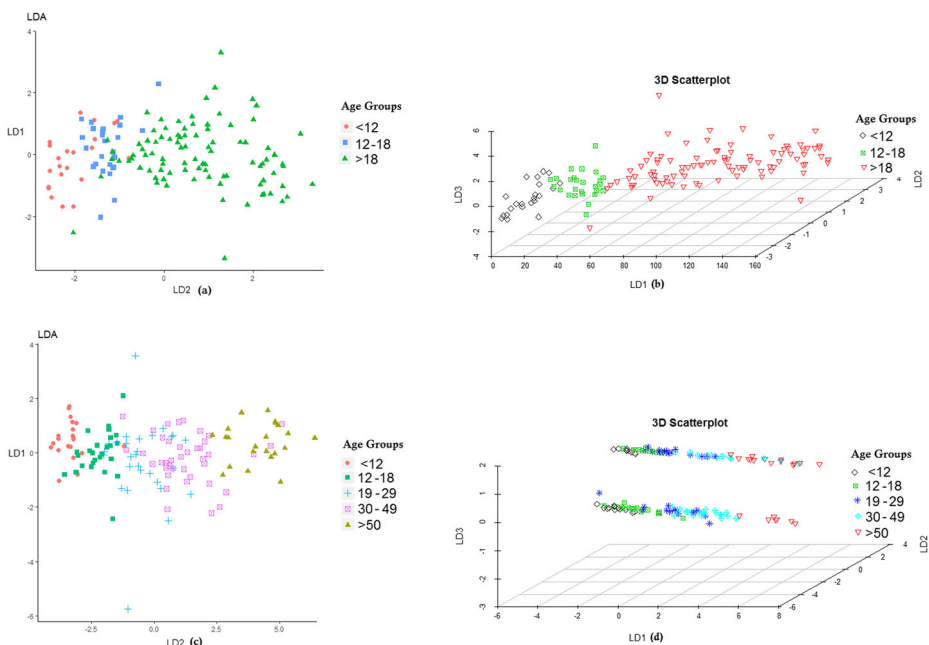 LDA
4
2
LD1
0
-2
-2
0
2
LD2 (a)
Age Groups
<12
12-18
>18
3D Scatterplot
LD3
6
4
2
0
-2
-4
0 20 40 60 80 100 120 140 160
LD1 (b)
-3
-2
-1
0
1
2
3
4
LD2
Age Groups
<12
12-18
>18
LDA
4
2
LD1
0
-2
-4
-6
-2.5 0.0 2.5 5.0
LD2 (c)
Age Groups
<12
12-18
19-29
30-49
>50
3D Scatterplot
LD3
2
1
0
-1
-2
-3
-6 -4 -2 0 2 4 6 8
LD1 (d)
-6
-4
-2
0
2
4
LD2
Age Groups
<12
12-18
19-29
30-49
>50